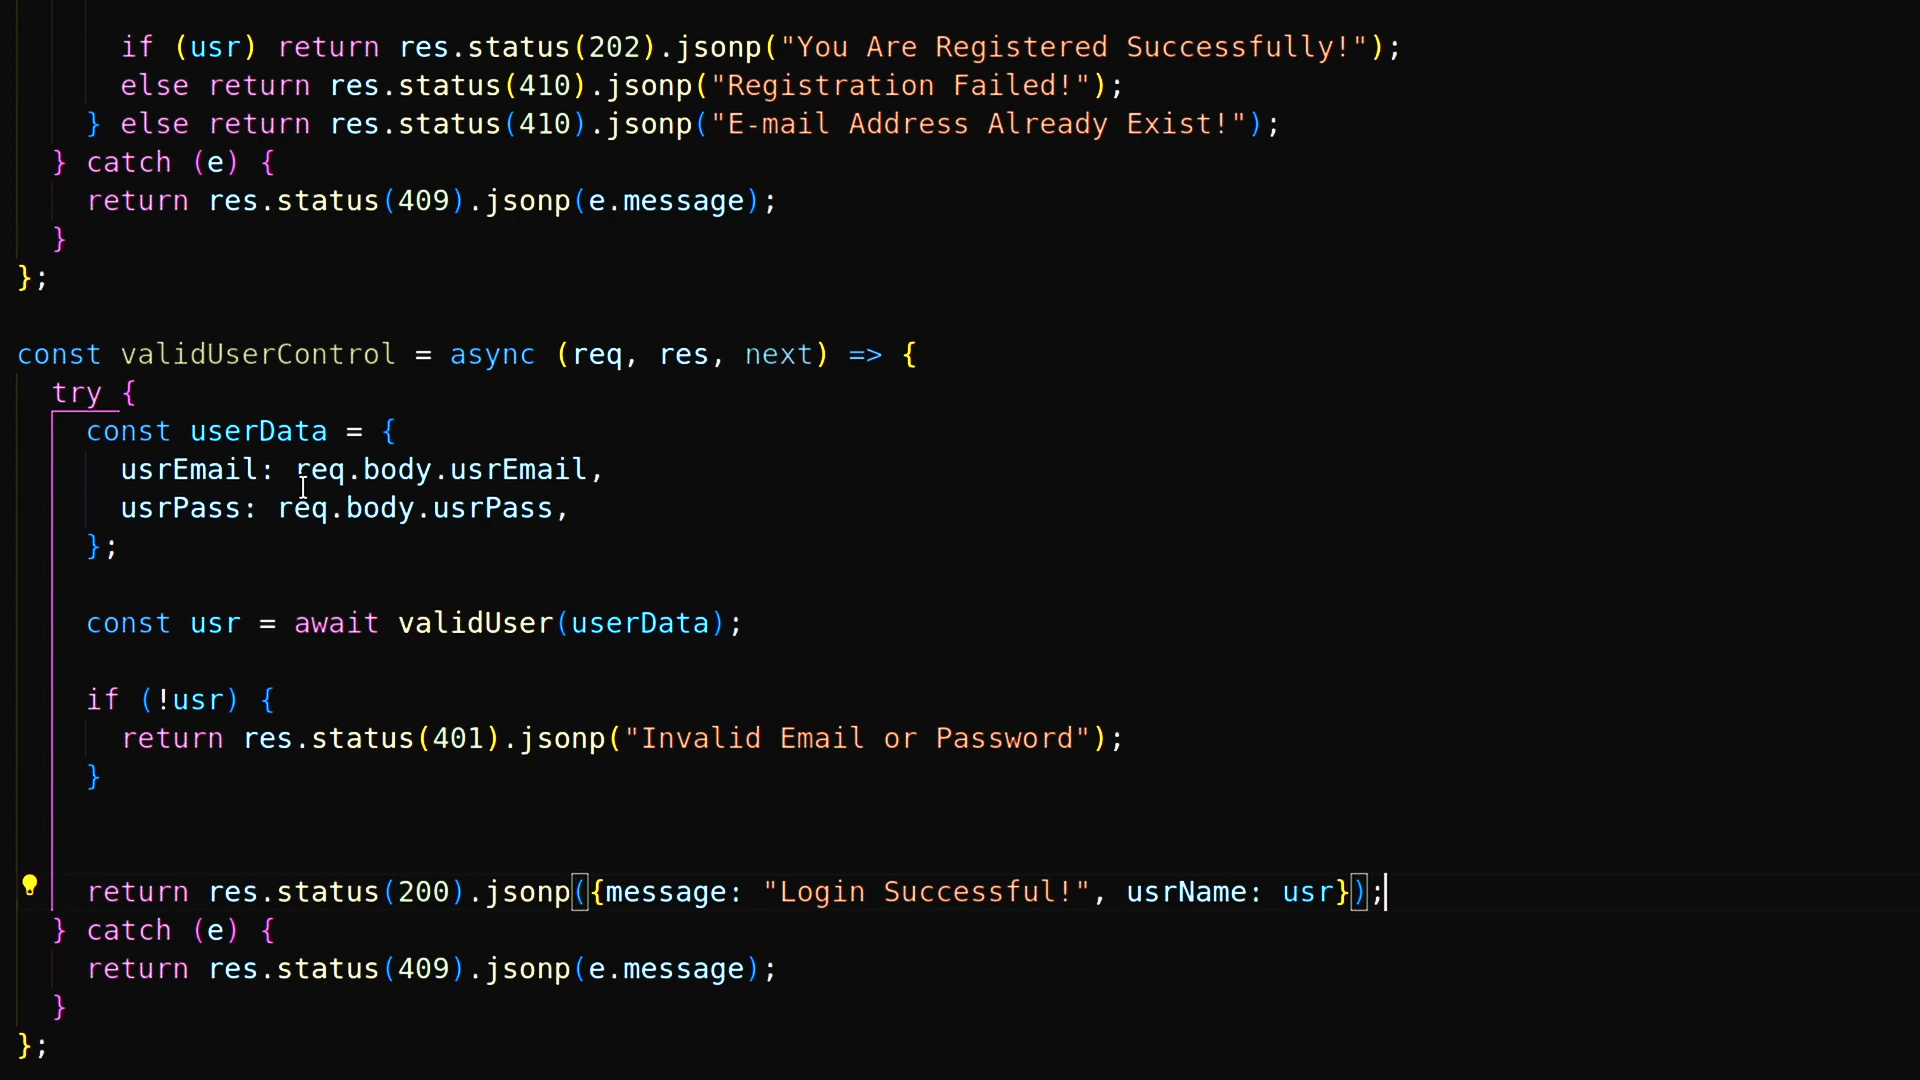 if (usr) return res.status(202).jsonp("You Are Registered Successfully!");
else return res.status(410).jsonp("Registration Failed!");
} else return res.status(410).jsonp("E-mail Address Already Exist!");
} catch (e) {
return res.status(409).jsonp(e.message);
}
};
const validUserControl = async (req, res, next) => {
try {
const userData = {
usrEmail: req.body.usrEmail,
usrPass: req.body.usrPass,
};
const usr = await validUser(userData);
if (!usr) {
return res.status(401).jsonp("Invalid Email or Password");
}
return res.status(200).jsonp({message: "Login Successful!", usrName: usr});
} catch (e) {
return res.status(409).jsonp(e.message);
}
};